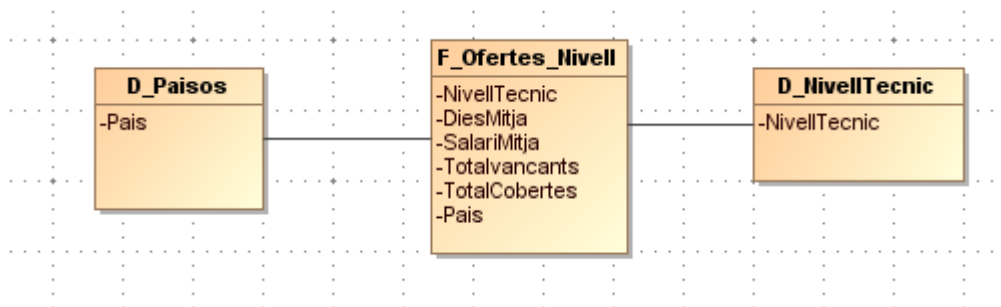 D_Paisos
-Pais
F_Ofertes_Nivell
-NivellTecnic
-DiesMitja
-SalariMitja
-Totalvancants
-TotalCobertes
-Pais
D_NivellTecnic
-NivellTecnic